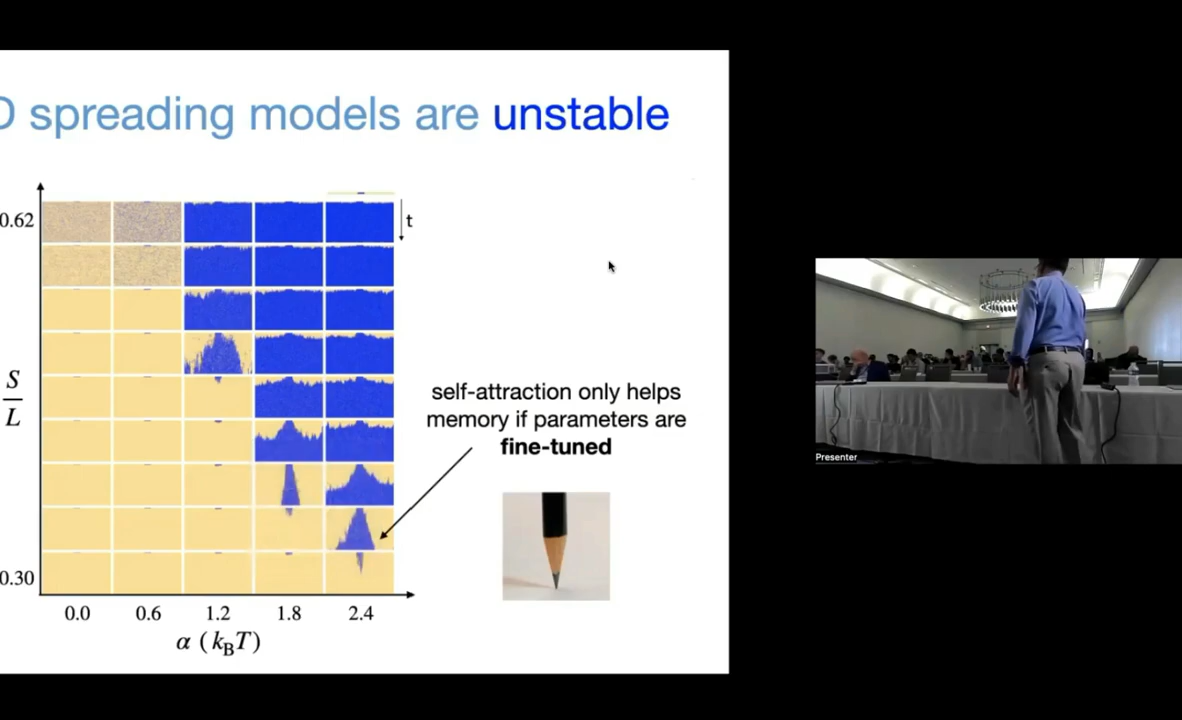 D spreading models are unstable
0.62
t
S
L
self-attraction only helps
memory if parameters are
fine-tuned
0.30
0.0 0.6 1.2 1.8 2.4
α (k_BT)
Presenter